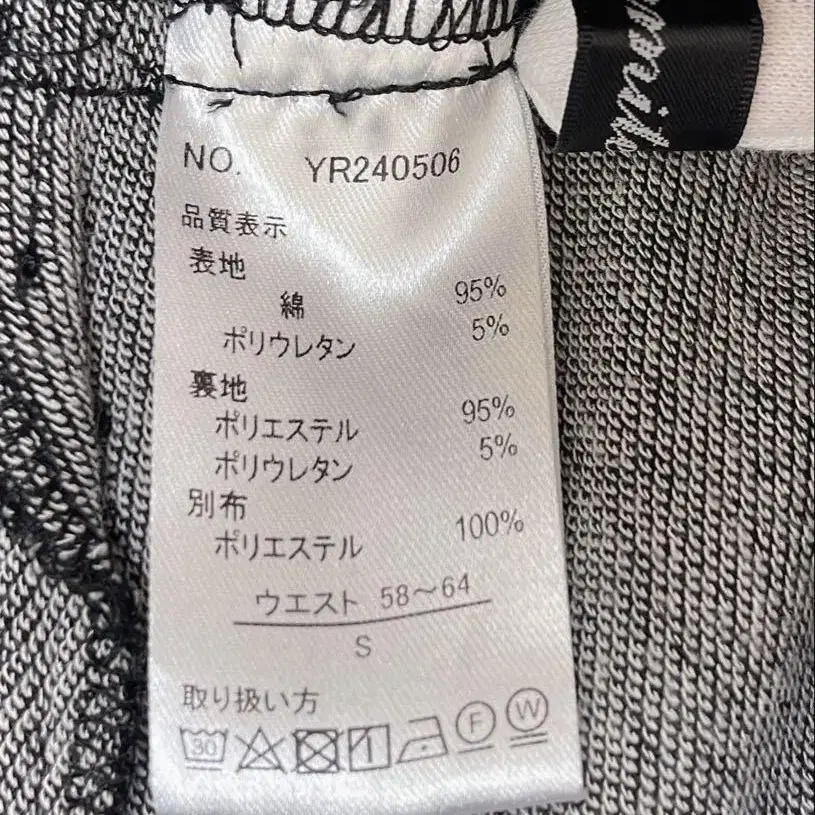 NO. YR240506
品質表示
表地
綿 95%
ポリウレタン 5%
裏地
ポリエステル 95%
ポリウレタン 5%
別布
ポリエステル 100%
ウエスト 58〜64
S
取り扱い方
30
F
W